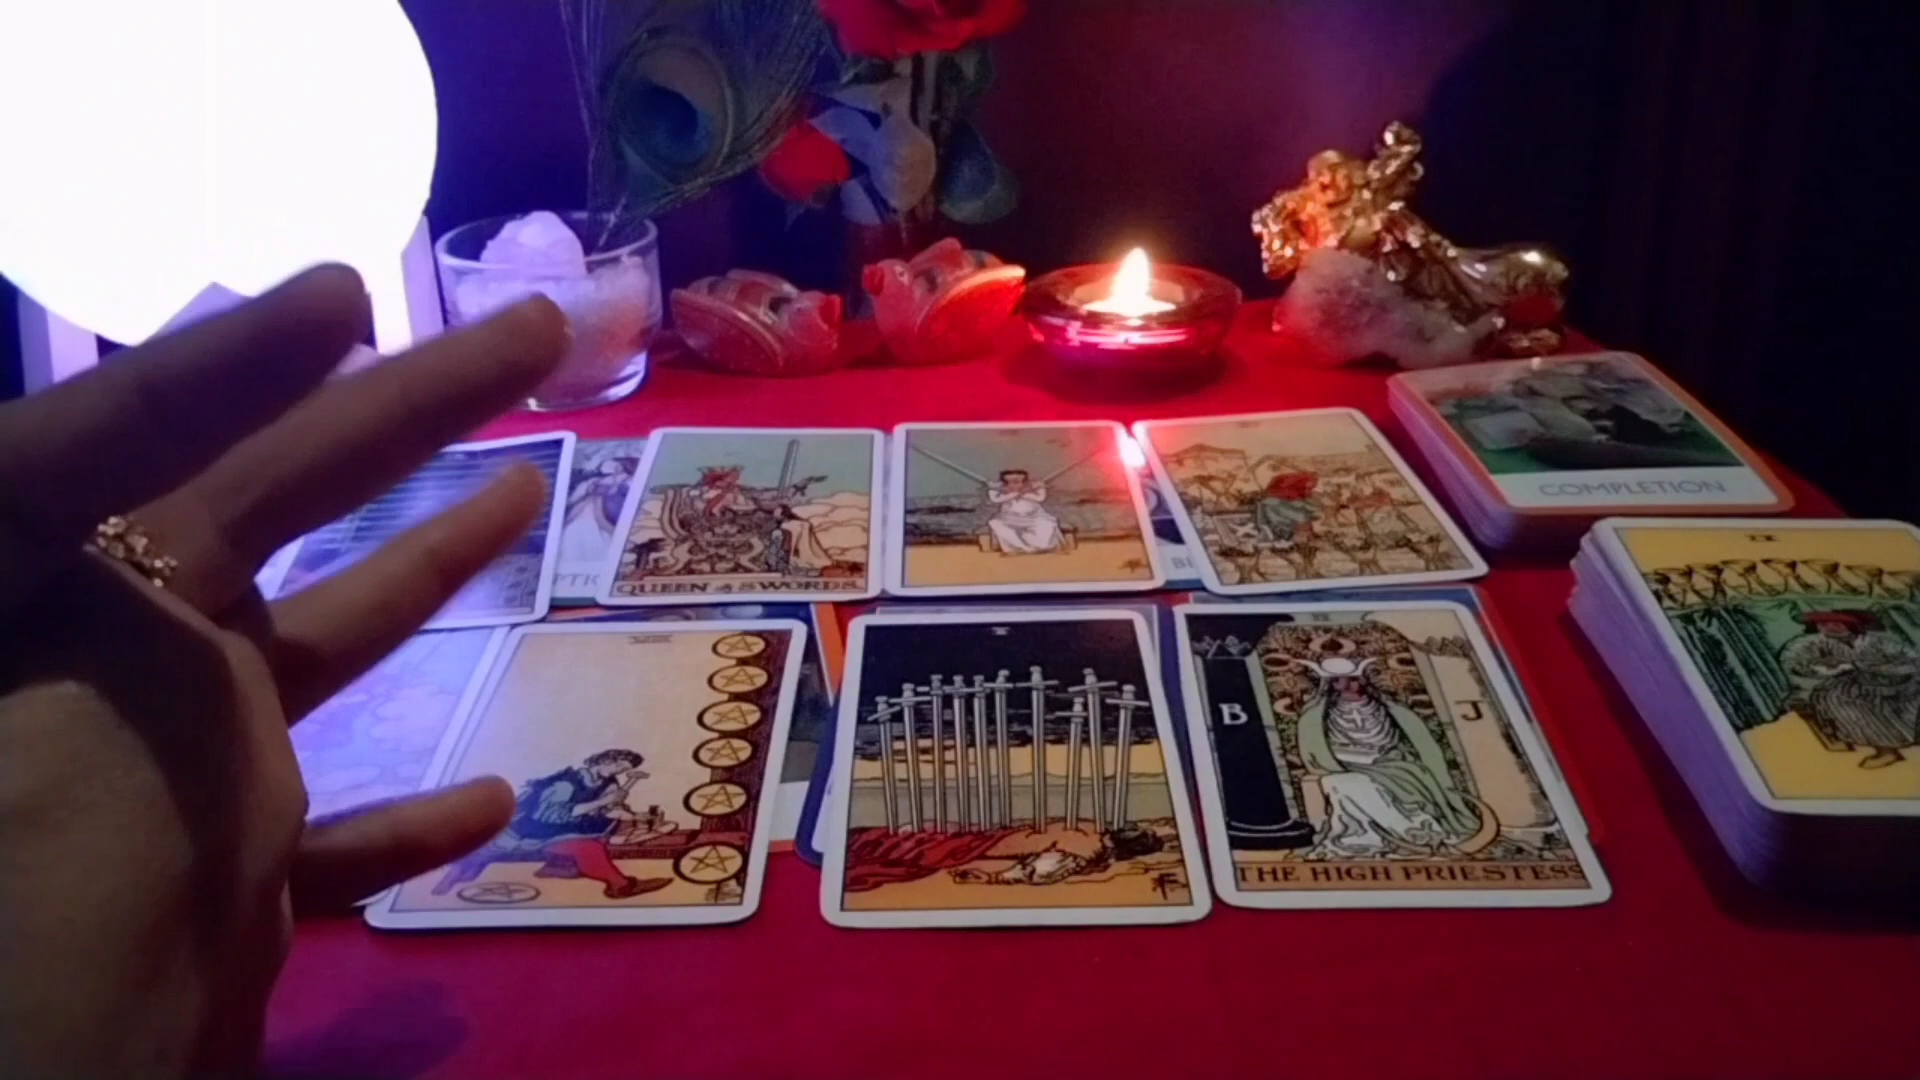 COMPLETION
QUEEN of SWORDS.
B
J
THE HIGH PRIESTESS